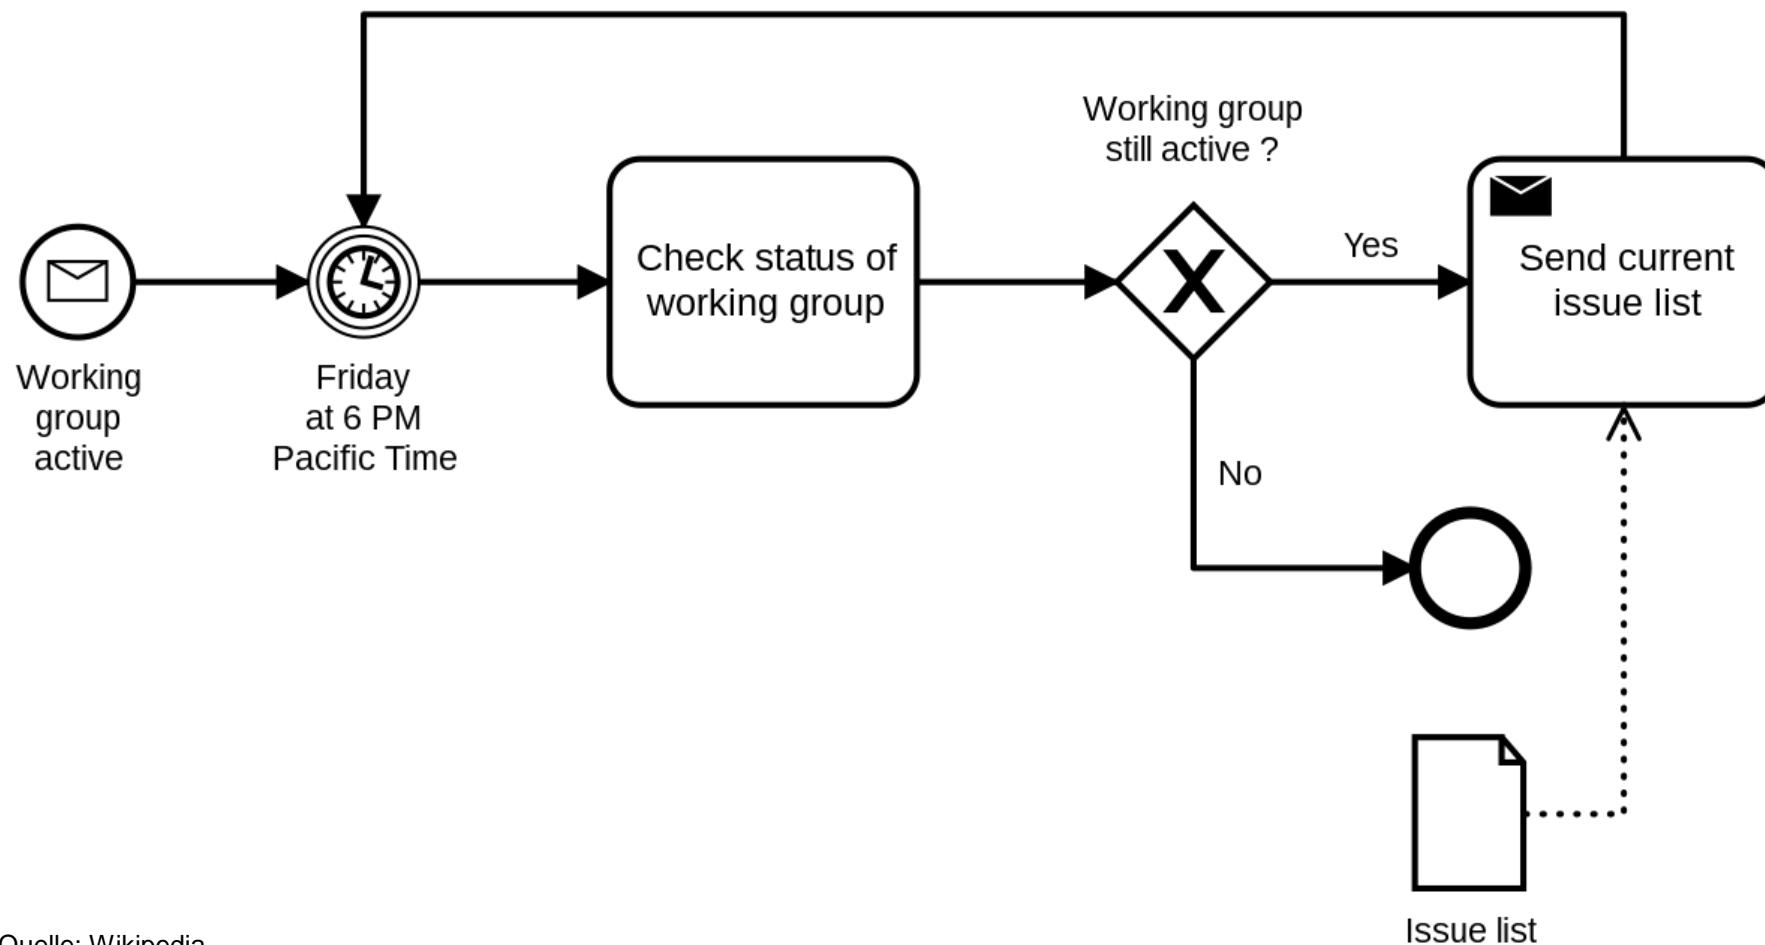 Working group
still active ?
Working
group
active
Friday
at 6 PM
Pacific Time
Check status of
working group
X
Yes
No
Send current
issue list
Issue list
Quelle: Wikipedia